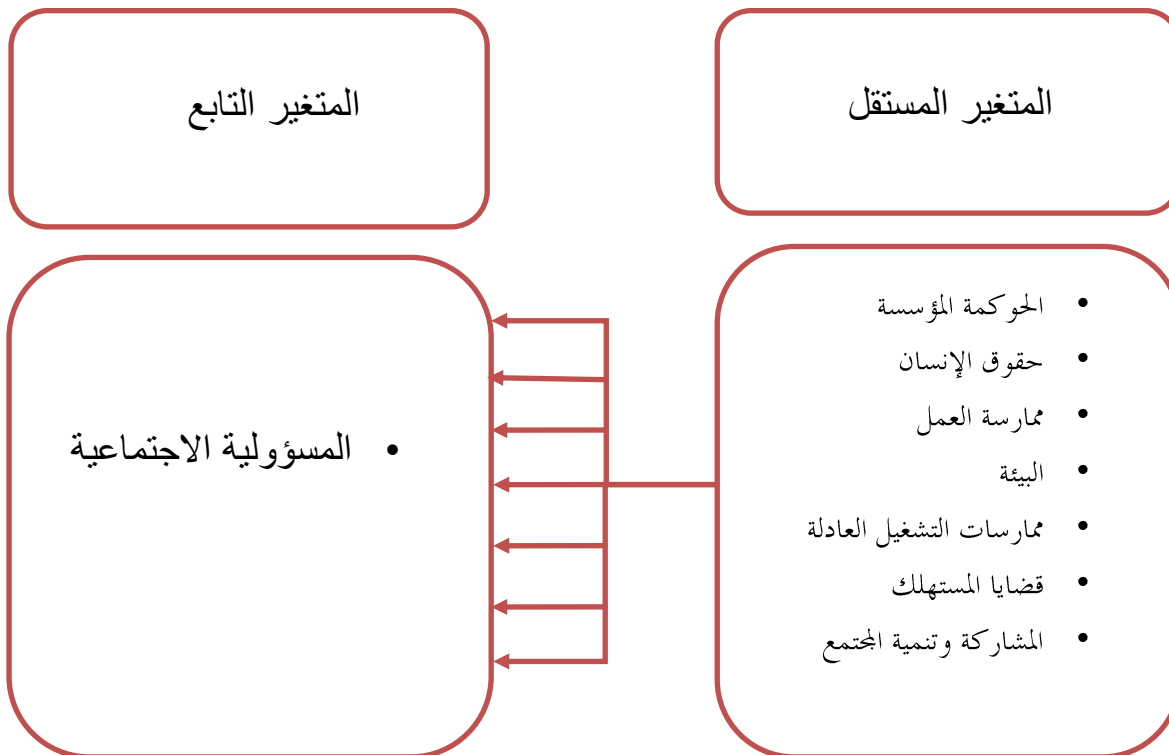 المتغير المستقل
المتغير التابع
• الحوكمة المؤسسة
• حقوق الإنسان
• ممارسة العمل
• البيئة
• ممارسات التشغيل العادلة
• قضايا المستهلك
• المشاركة وتنمية المجتمع
• المسؤولية الاجتماعية